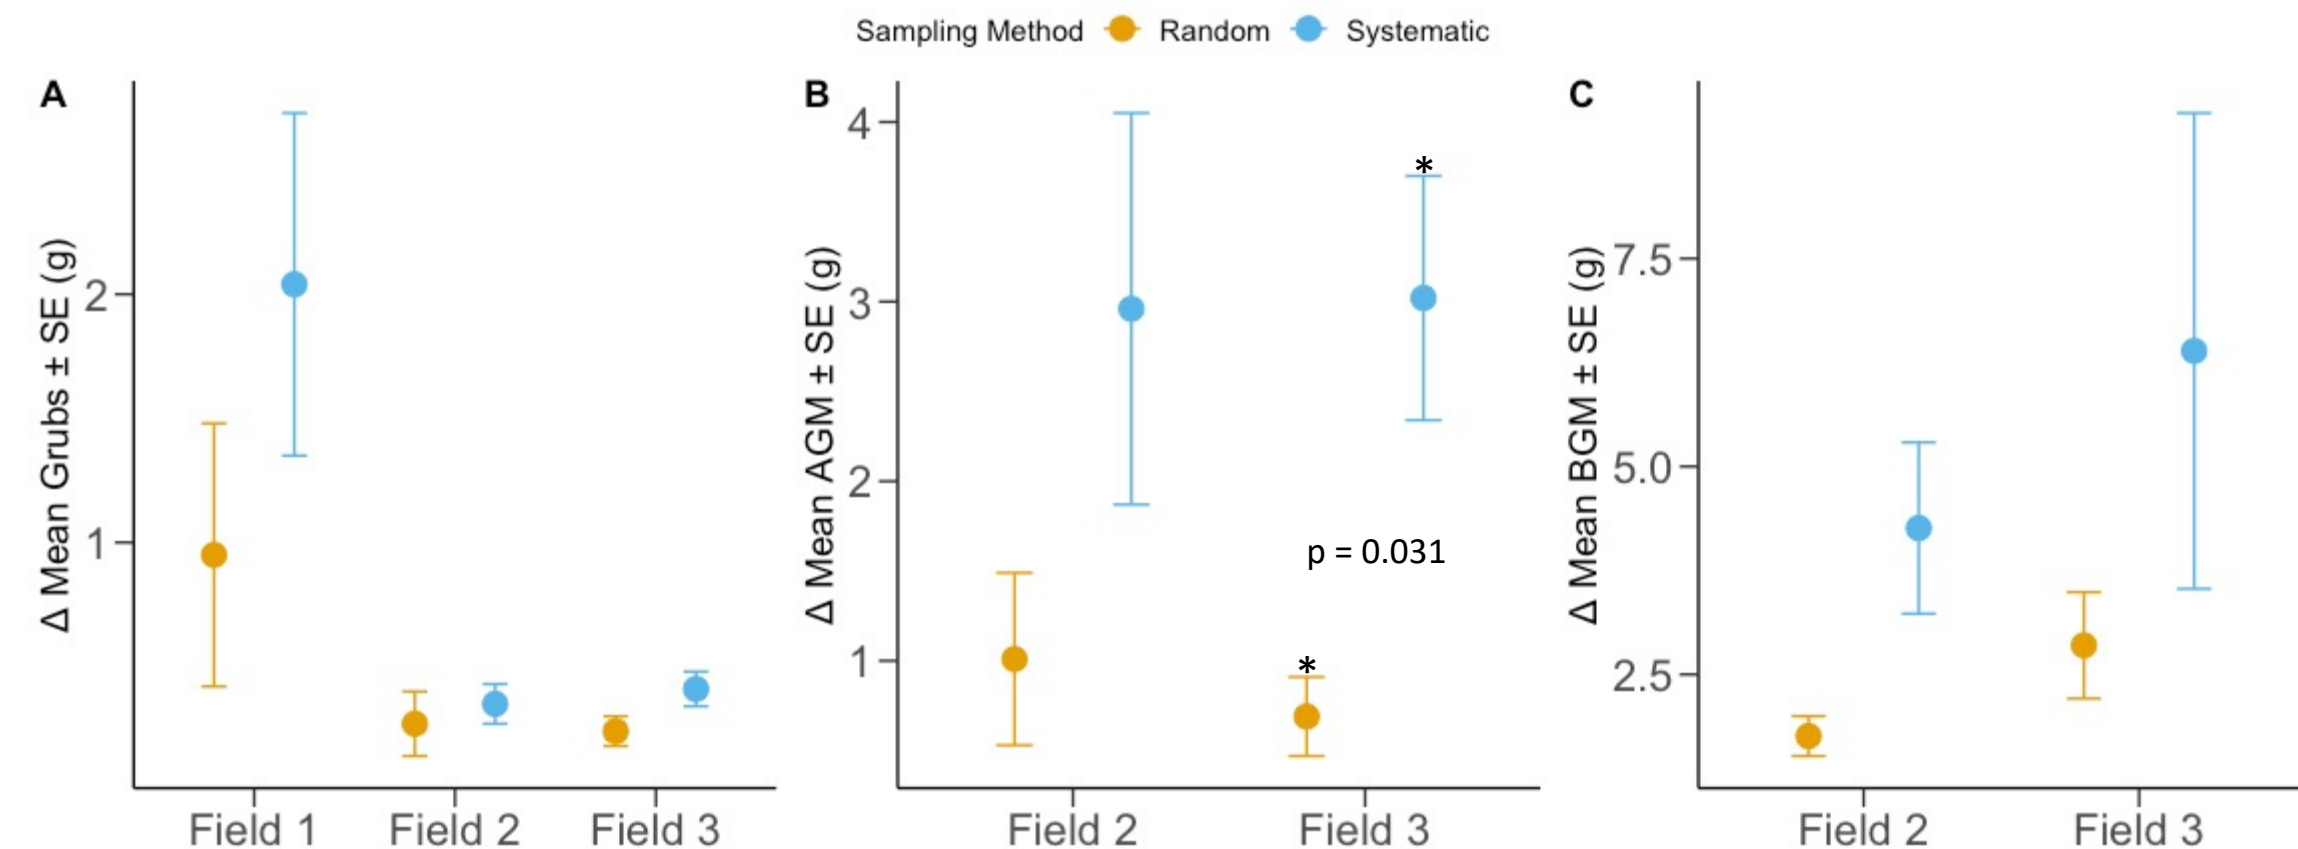 Sampling Method Random Systematic
A
Δ Mean Grubs ± SE (g)
2
1
Field 1 Field 2 Field 3
B
Δ Mean AGM ± SE (g)
4
3
2
1
*
p = 0.031
*
Field 2 Field 3
C
Δ Mean BGM ± SE (g)
7.5
5.0
2.5
Field 2 Field 3